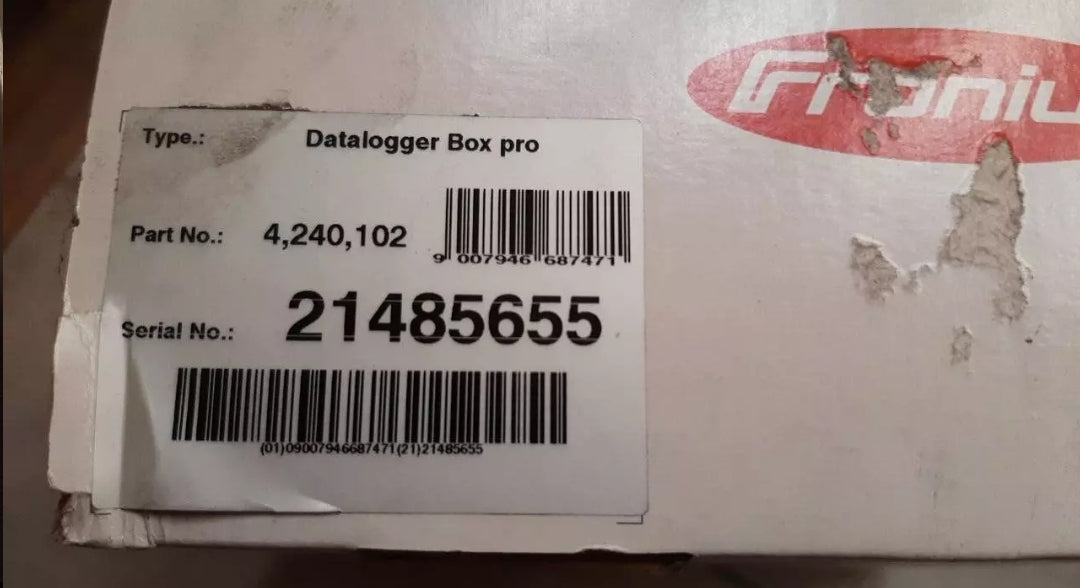 Froniu
Type.: Datalogger Box pro
Part No.: 4,240,102
9 007946 687471
Serial No.: 21485655
(01)09007946687471(21)21485655